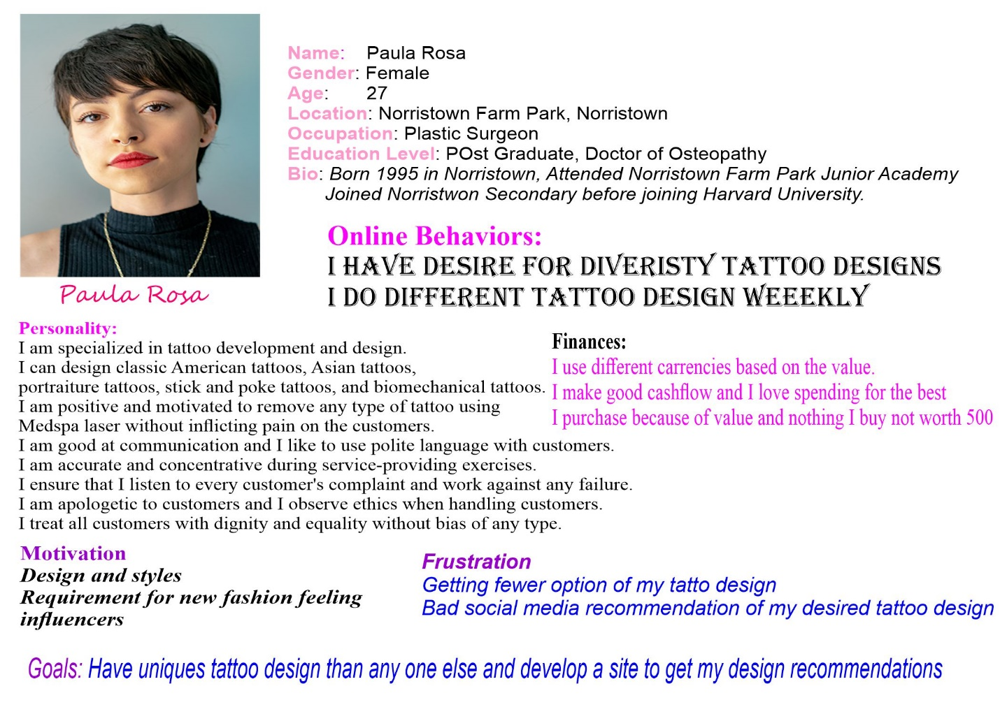 Name: Paula Rosa
Gender: Female
Age: 27
Location: Norristown Farm Park, Norristown
Occupation: Plastic Surgeon
Education Level: POst Graduate, Doctor of Osteopathy
Bio: Born 1995 in Norristown, Attended Norristown Farm Park Junior Academy
Joined Norristwon Secondary before joining Harvard University.
Online Behaviors:
I HAVE DESIRE FOR DIVERISTY TATTOO DESIGNS
I DO DIFFERENT TATTOO DESIGN WEEEKLY
Paula Rosa
Personality:
I am specialized in tattoo development and design.
I can design classic American tattoos, Asian tattoos,
portraiture tattoos, stick and poke tattoos, and biomechanical tattoos.
I am positive and motivated to remove any type of tattoo using
Medspa laser without inflicting pain on the customers.
I am good at communication and I like to use polite language with customers.
I am accurate and concentrative during service-providing exercises.
I ensure that I listen to every customer's complaint and work against any failure.
I am apologetic to customers and I observe ethics when handling customers.
I treat all customers with dignity and equality without bias of any type.
Finances:
I use different carrencies based on the value.
I make good cashflow and I love spending for the best
I purchase because of value and nothing I buy not worth 500
Motivation
Design and styles
Requirement for new fashion feeling
influencers
Frustration
Getting fewer option of my tatto design
Bad social media recommendation of my desired tattoo design
Goals: Have uniques tattoo design than any one else and develop a site to get my design recommendations